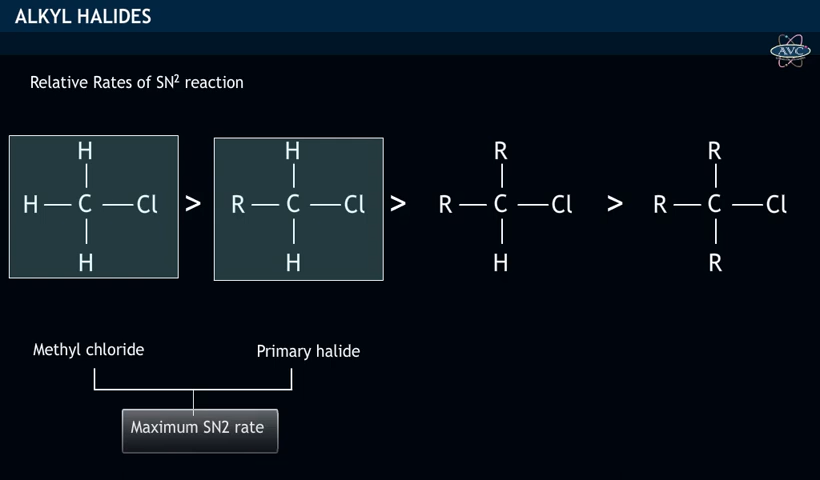 ALKYL HALIDES
AVC
Relative Rates of SN² reaction
H H R R
H — C — Cl > R — C — Cl > R — C — Cl > R — C — Cl
H H H R
Methyl chloride Primary halide
Maximum SN2 rate